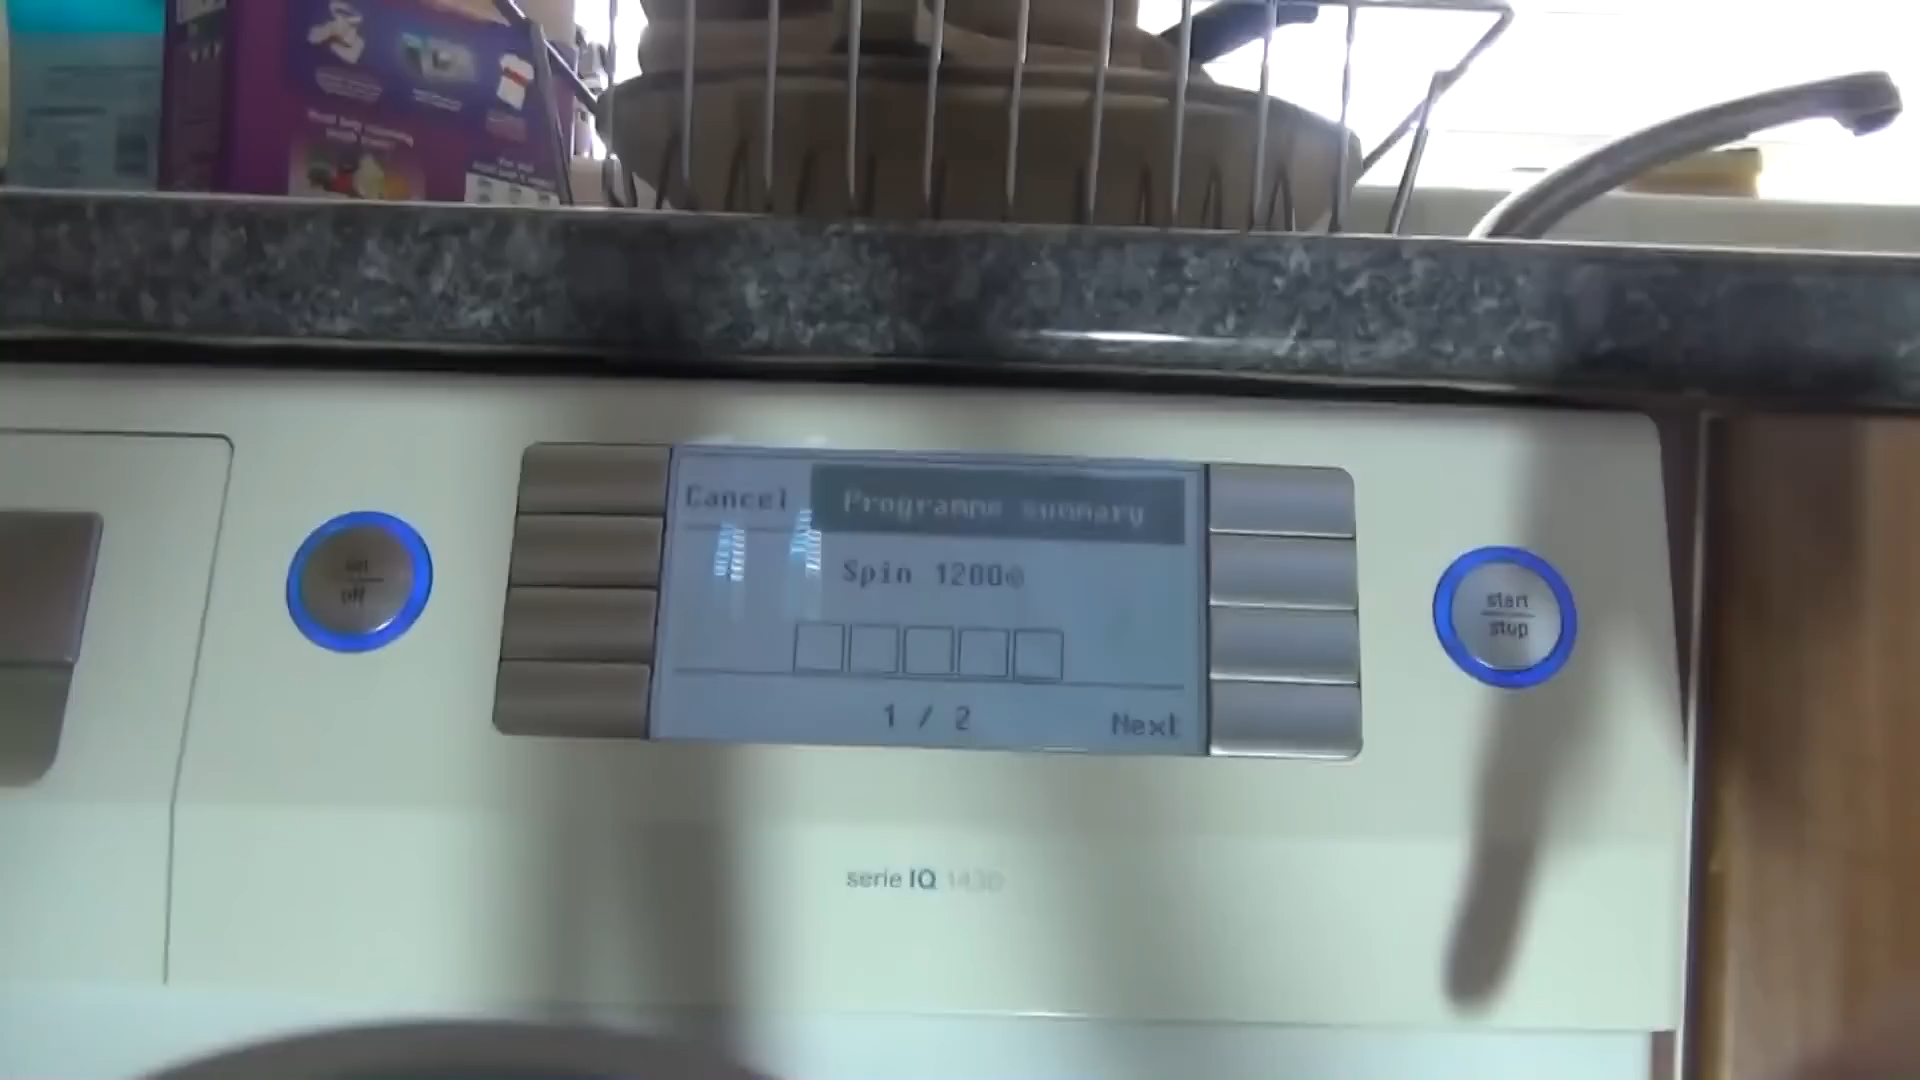 Cancel
Programme summary
Spin 1200
1 / 2
Next
on
off
start
stop
serie IQ 1430